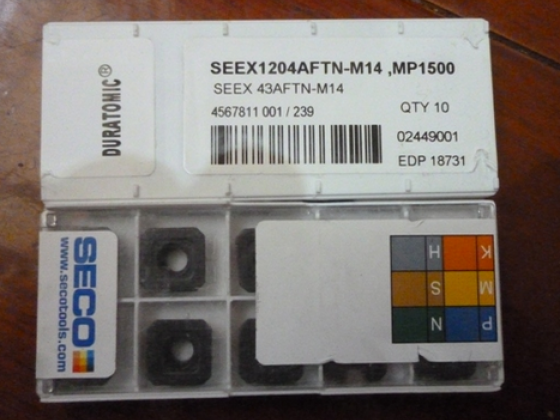 DURATOMIC®
SEEX1204AFTN-M14 ,MP1500
SEEX 43AFTN-M14
4567811 001 / 239
QTY 10
02449001
EDP 18731
SECO
www.secotools.com
H K
S M
N P